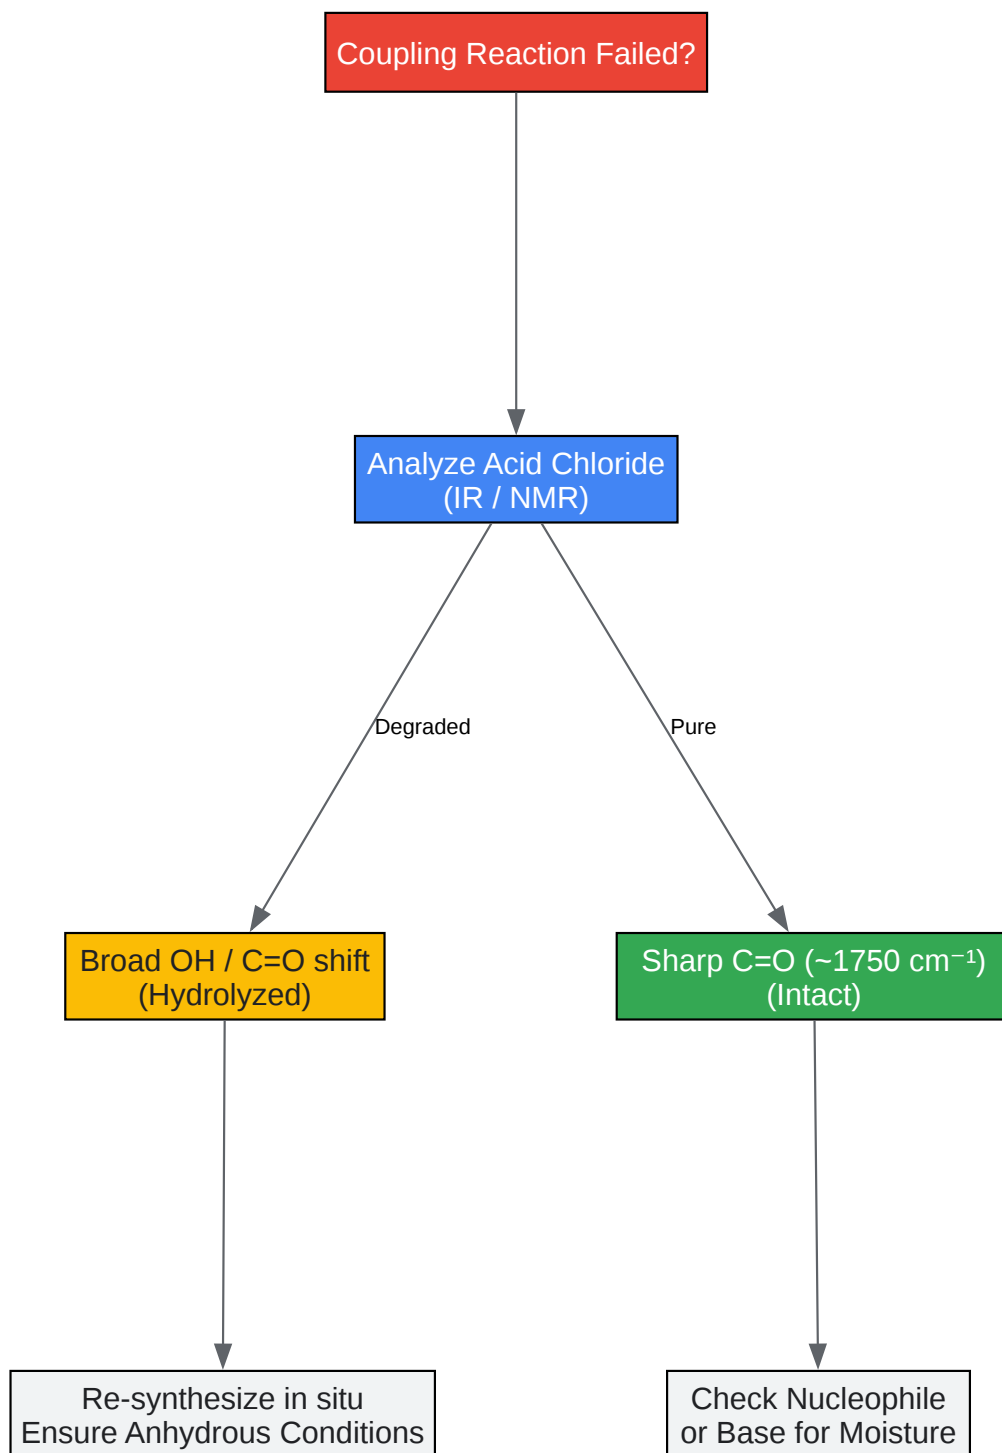 Coupling Reaction Failed?
Analyze Acid Chloride
(IR / NMR)
Degraded
Pure
Broad OH / C=O shift
(Hydrolyzed)
Sharp C=O (~1750 cm⁻¹)
(Intact)
Re-synthesize in situ
Ensure Anhydrous Conditions
Check Nucleophile
or Base for Moisture